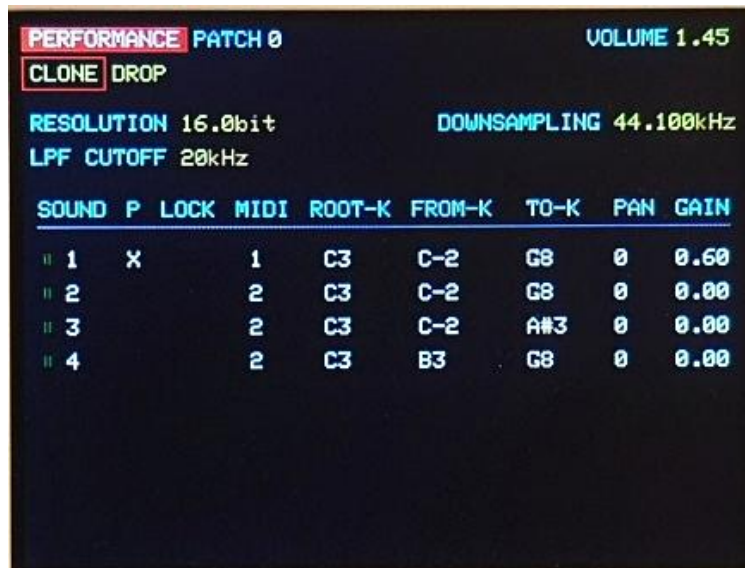 PERFORMANCE PATCH 0 VOLUME 1.45
CLONE DROP
RESOLUTION 16.0bit DOWNSAMPLING 44.100kHz
LPF CUTOFF 20kHz
SOUND P LOCK MIDI ROOT-K FROM-K TO-K PAN GAIN
1 X 1 C3 C-2 G8 0 0.60
2 2 C3 C-2 G8 0 0.00
3 2 C3 C-2 A#3 0 0.00
4 2 C3 B3 G8 0 0.00